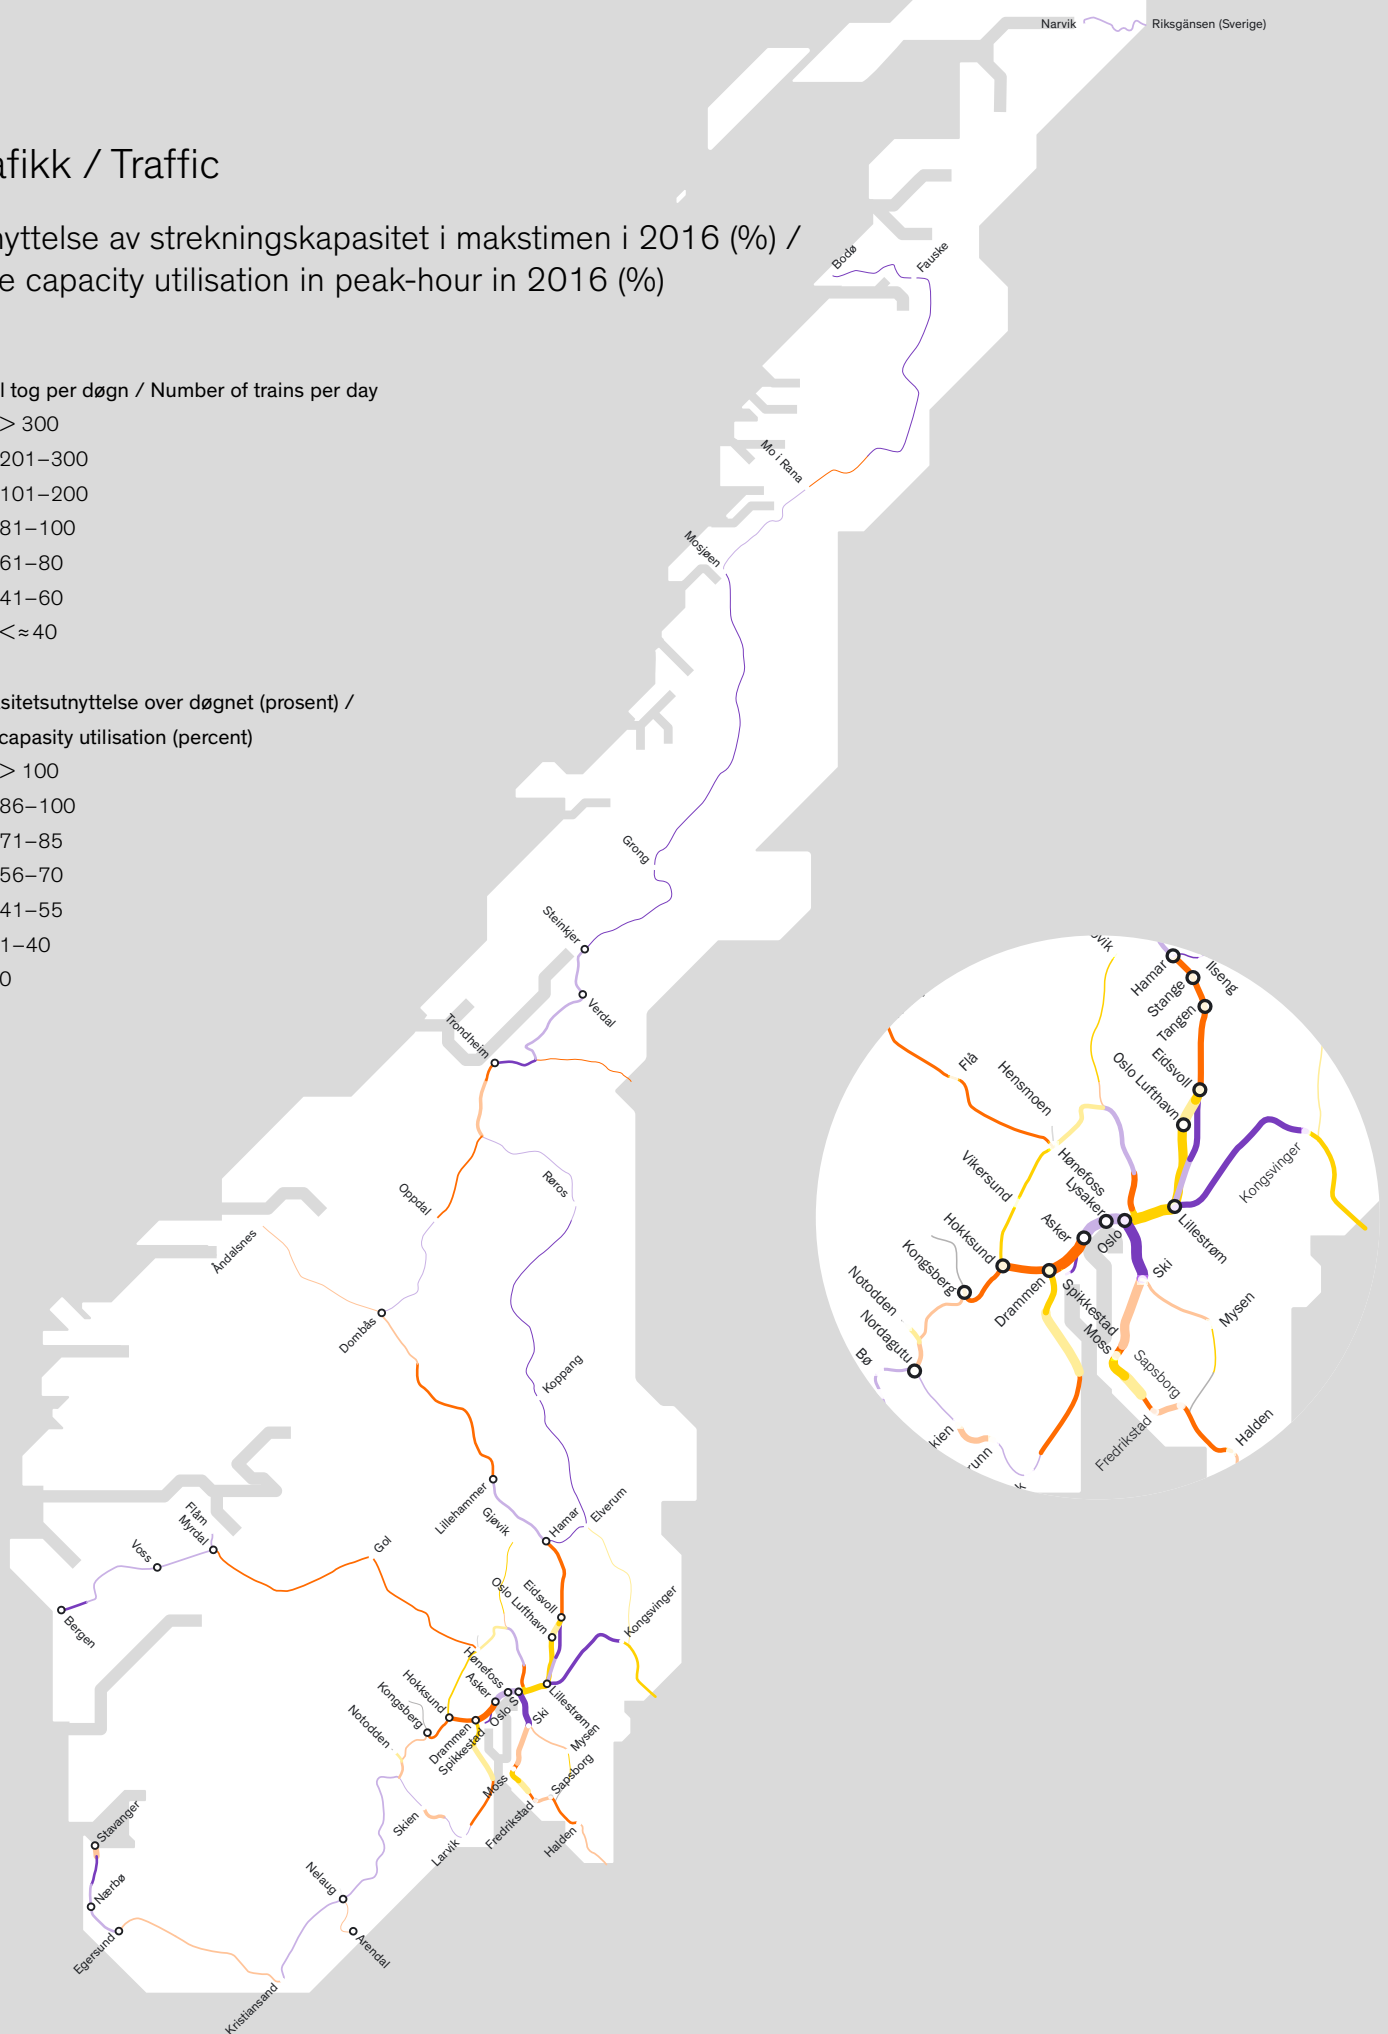 Narvik
Riksgänsen (Sverige)
afikk / Traffic
nyttelse av strekningskapasitet i makstimen i 2016 (%) /
e capacity utilisation in peak-hour in 2016 (%)
Bodø
Fauske
l tog per døgn / Number of trains per day
> 300
201–300
101–200
81–100
61–80
41–60
<≈40
Mo i Rana
Mosjøen
sitetsutnyttelse over døgnet (prosent) /
capasity utilisation (percent)
> 100
86–100
71–85
56–70
41–55
1–40
0
Grong
Steinkjer
Verdal
Trondheim
Oppdal
Røros
Åndalsnes
Dombås
Koppang
Lillehammer
Gjøvik
Hamar
Elverum
Flåm
Myrdal
Voss
Gol
Bergen
Oslo Lufthavn
Eidsvoll
Kongsvinger
Hønefoss
Hokksund
Asker
Kongsberg
Oslo S
Lillestrøm
Notodden
Drammen
Spikkestad
Ski
Mysen
Moss
Sapsborg
Skien
Larvik
Fredrikstad
Halden
Stavanger
Nærbø
Nelaug
Egersund
Arendal
Kristiansand
vik
Hamar
Ilseng
Stange
Tangen
Flå
Hensmoen
Oslo Lufthavn
Eidsvoll
Vikersund
Hønefoss
Lysaker
Kongsvinger
Hokksund
Asker
Oslo
Lillestrøm
Kongsberg
Notodden
Drammen
Spikkestad
Ski
Nordagutu
Moss
Mysen
Bø
Sapsborg
kien
runn
k
Fredrikstad
Halden